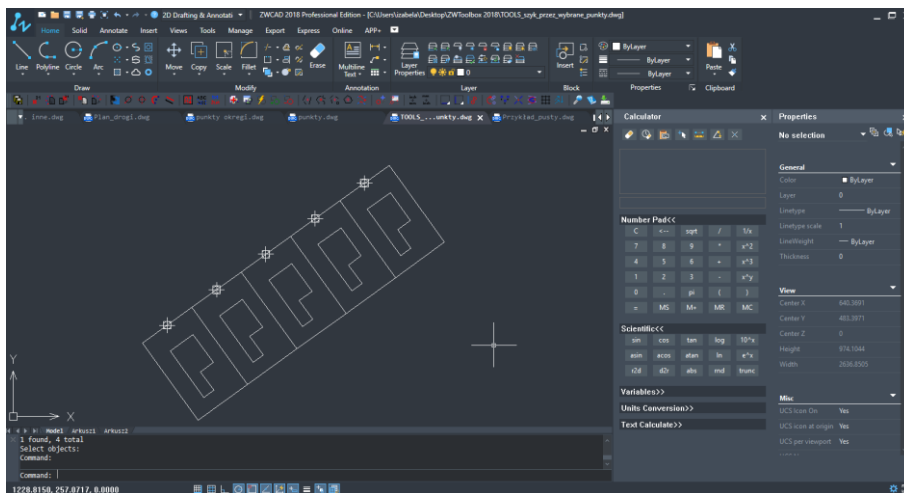 2D Drafting & Annotati ZWCAD 2018 Professional Edition - [C:\Users\izabela\Desktop\ZWToolbox 2018\TOOLS_szyk_przez_wybrane_punkty.dwg]
Home Solid Annotate Insert Views Tools Manage Export Express Online APP+
Line Polyline Circle Arc Move Copy Scale Fillet Erase Multiline Text Layer Properties 0 Insert ByLayer Paste
ByLayer
ByLayer
Draw Modify Annotation Layer Block Properties Clipboard
inne.dwg Plan_drogi.dwg punkty okregi.dwg punkty.dwg TOOLS_...unkty.dwg X Przykład_pusty.dwg
Calculator
Number Pad<<
C <-- sqrt / 1/x
7 8 9 * x^2
4 5 6 + x^3
1 2 3 - x^y
0 . pi ( )
= MS M+ MR MC
Scientific<<
sin cos tan log 10^x
asin acos atan ln e^x
r2d d2r abs rnd trunc
Variables>>
Units Conversion>>
Text Calculate>>
Properties
No selection
General
Color ByLayer
Layer 0
Linetype ByLayer
Linetype scale 1
LineWeight ByLayer
Thickness 0
View
Center X 640.3691
Center Y 483.3971
Center Z 0
Height 974.1044
Width 2636.8505
Misc
UCS icon On Yes
UCS icon at origin Yes
UCS per viewport Yes
Y
X
Model Arkusz1 Arkusz2
1 found, 4 total
Select objects:
Command:
Command:
1228.8150, 257.0717, 0.0000